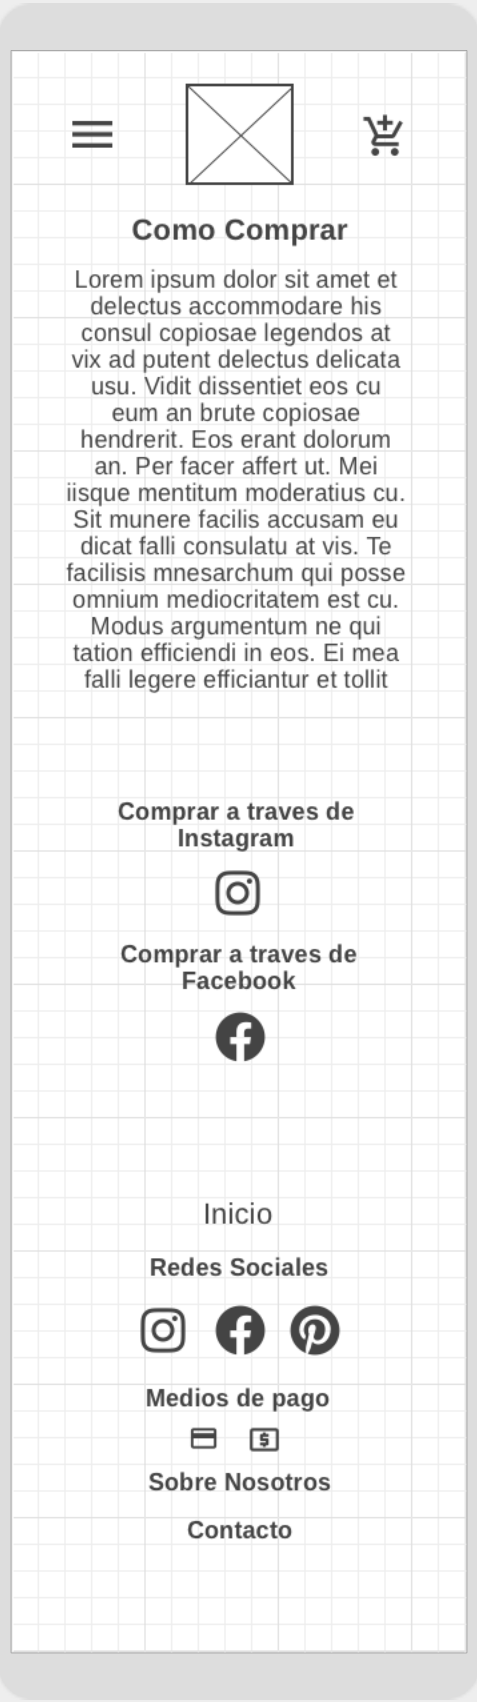 Como Comprar
Lorem ipsum dolor sit amet et
delectus accommodare his
consul copiosae legendos at
vix ad putent delectus delicata
usu. Vidit dissentiet eos cu
eum an brute copiosae
hendrerit. Eos erant dolorum
an. Per facer affert ut. Mei
iisque mentitum moderatius cu.
Sit munere facilis accusam eu
dicat falli consulatu at vis. Te
facilisis mnesarchum qui posse
omnium mediocritatem est cu.
Modus argumentum ne qui
tation efficiendi in eos. Ei mea
falli legere efficiantur et tollit
Comprar a traves de
Instagram
Comprar a traves de
Facebook
Inicio
Redes Sociales
Medios de pago
Sobre Nosotros
Contacto